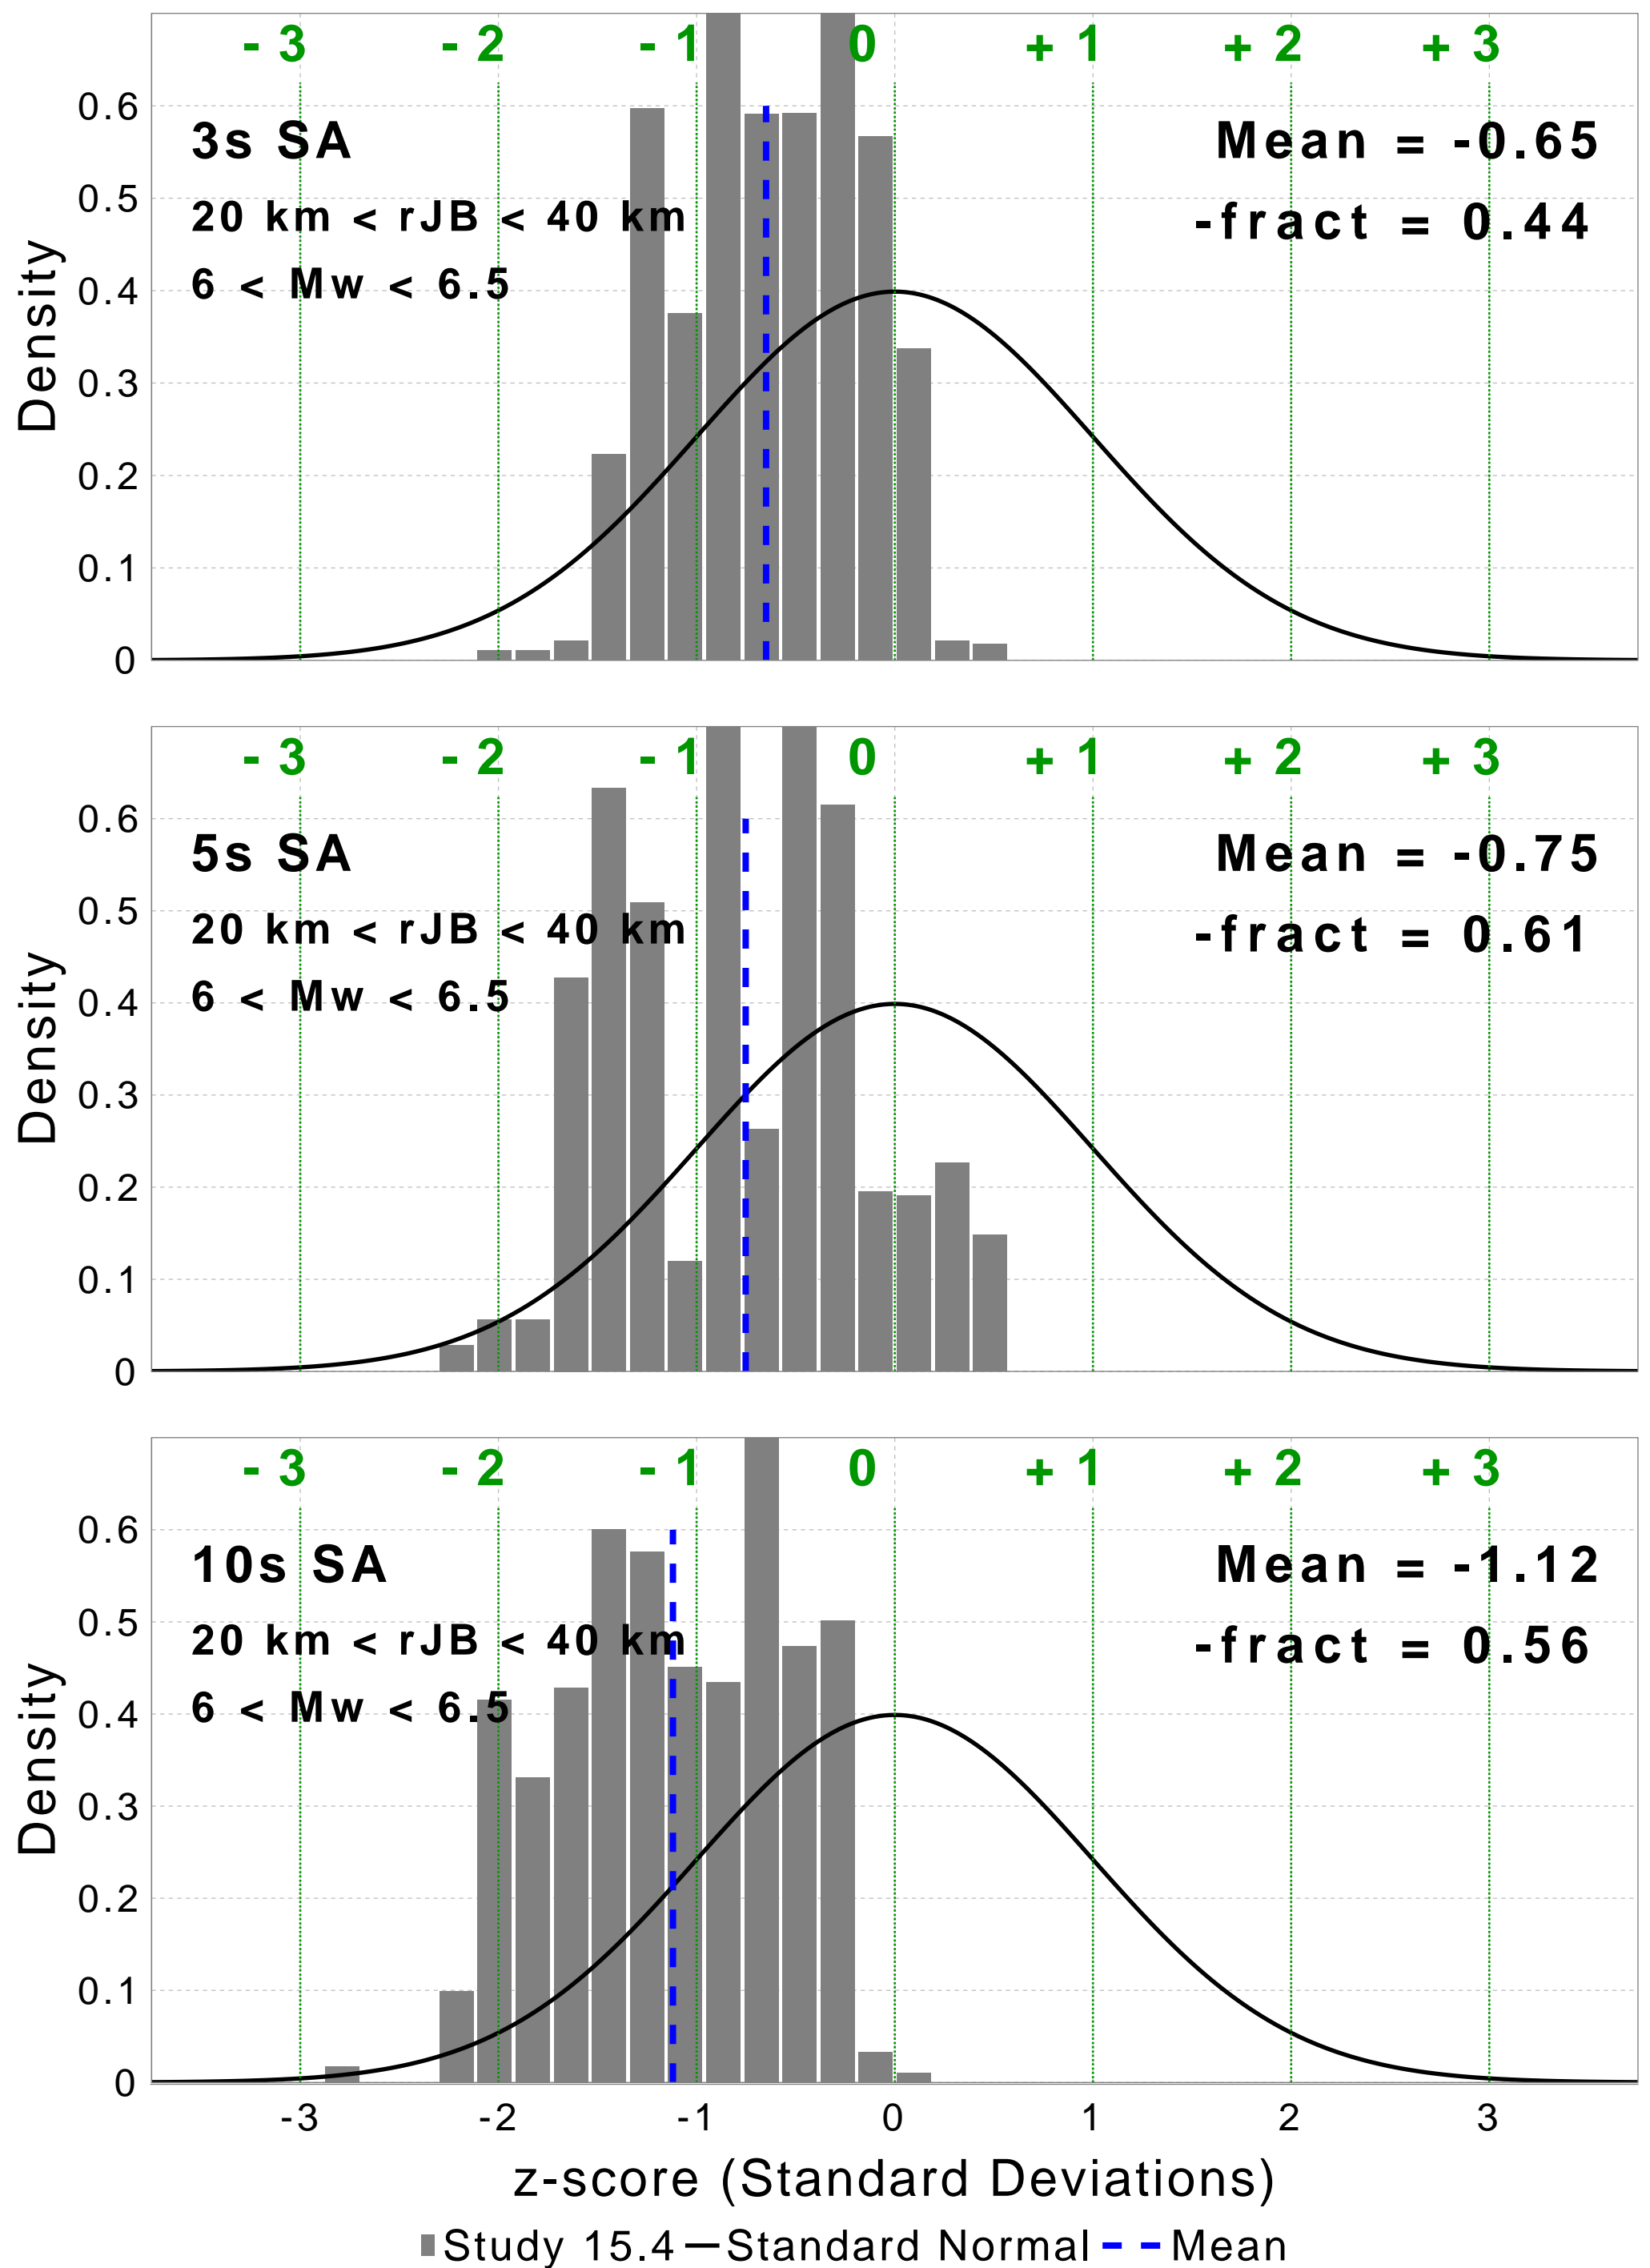 - 3 - 2 - 1 0 + 1 + 2 + 3
0.6
3s SA
Mean = -0.65
0.5
20 km < rJB < 40 km
-fract = 0.44
6 < Mw < 6.5
0.4
0.3
0.2
0.1
0
Density
- 3 - 2 - 1 0 + 1 + 2 + 3
0.6
5s SA
Mean = -0.75
0.5
20 km < rJB < 40 km
-fract = 0.61
6 < Mw < 6.5
0.4
0.3
0.2
0.1
0
Density
- 3 - 2 - 1 0 + 1 + 2 + 3
0.6
10s SA
Mean = -1.12
0.5
20 km < rJB < 40 km
-fract = 0.56
6 < Mw < 6.5
0.4
0.3
0.2
0.1
0
Density
-3 -2 -1 0 1 2 3
z-score (Standard Deviations)
Study 15.4 Standard Normal Mean